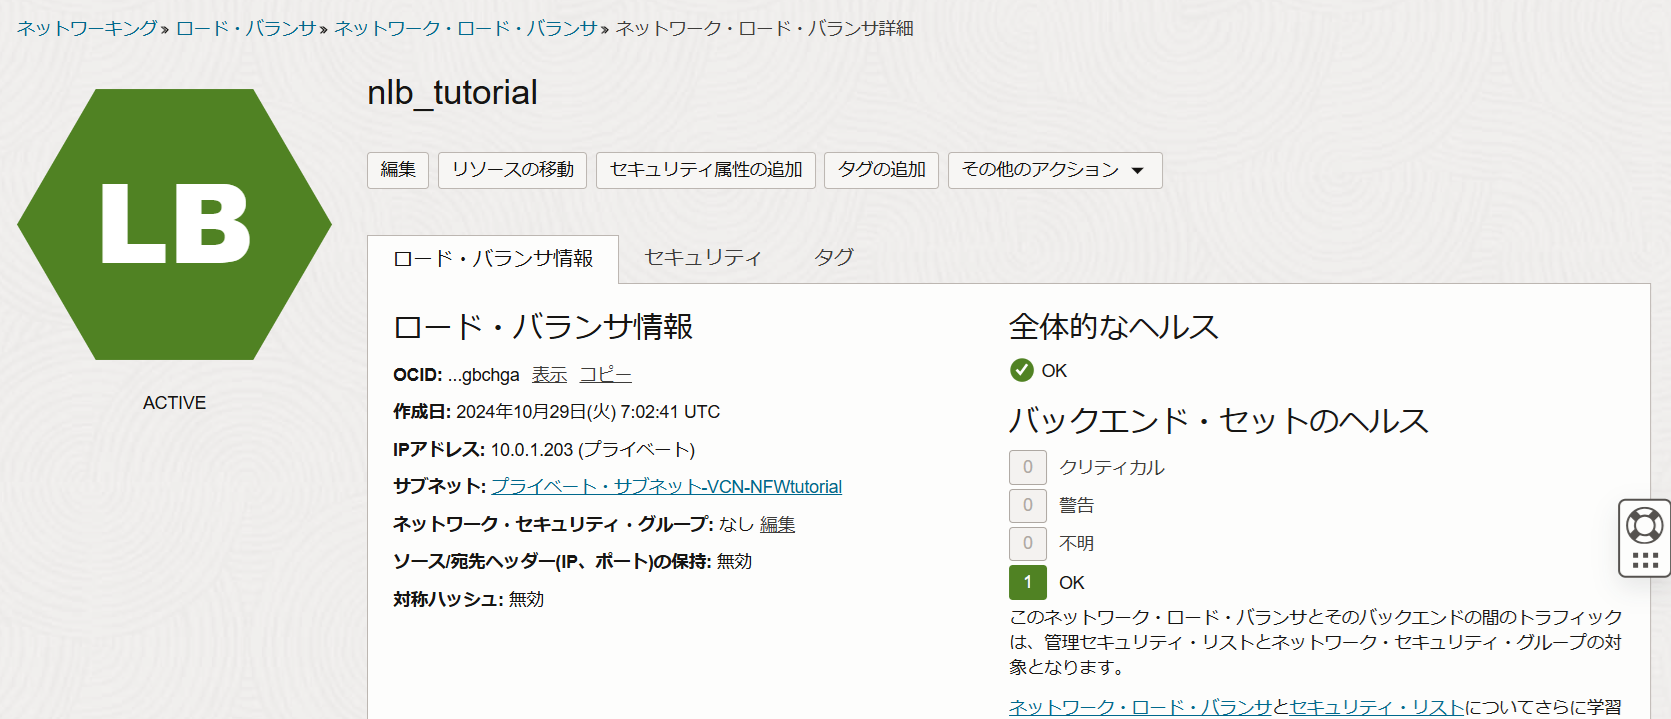 ネットワーキング » ロード・バランサ » ネットワーク・ロード・バランサ » ネットワーク・ロード・バランサ詳細
LB
ACTIVE
nlb_tutorial
編集 リソースの移動 セキュリティ属性の追加 タグの追加 その他のアクション
ロード・バランサ情報 セキュリティ タグ
ロード・バランサ情報
OCID: ...gbchga 表示 コピー
作成日: 2024年10月29日(火) 7:02:41 UTC
IPアドレス: 10.0.1.203 (プライベート)
サブネット: プライベート・サブネット-VCN-NFWtutorial
ネットワーク・セキュリティ・グループ: なし 編集
ソース/宛先ヘッダー(IP、ポート)の保持: 無効
対称ハッシュ: 無効
全体的なヘルス
OK
バックエンド・セットのヘルス
0 クリティカル
0 警告
0 不明
1 OK
このネットワーク・ロード・バランサとそのバックエンドの間のトラフィック
は、管理セキュリティ・リストとネットワーク・セキュリティ・グループの対
象となります。
ネットワーク・ロード・バランサとセキュリティ・リストについてさらに学習